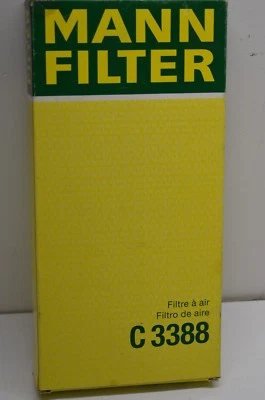 MANN
FILTER
Filtre à air
Filtro de aire
C 3388